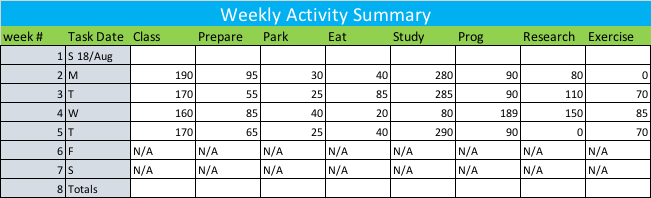 Weekly Activity Summary
week # Task Date Class Prepare Park Eat Study Prog Research Exercise
1 S 18/Aug
2 M 190 95 30 40 280 90 80 0
3 T 170 55 25 85 285 90 110 70
4 W 160 85 40 20 80 189 150 85
5 T 170 65 25 40 290 90 0 70
6 F N/A N/A N/A N/A N/A N/A N/A N/A
7 S N/A N/A N/A N/A N/A N/A N/A N/A
8 Totals